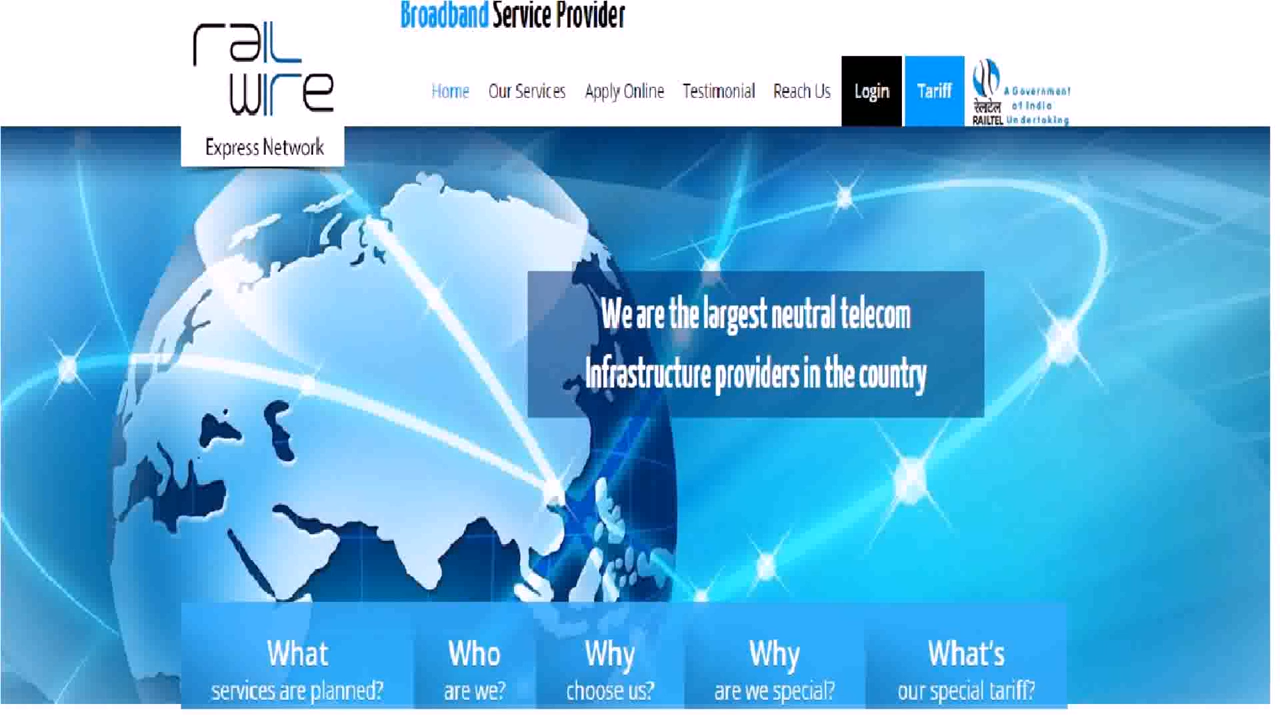 Broadband Service Provider
rail
wire
Express Network
Home Our Services Apply Online Testimonial Reach Us Login Tariff
रेलटेल
RAILTEL
A Government
of India
Undertaking
We are the largest neutral telecom
Infrastructure providers in the country
What
services are planned?
Who
are we?
Why
choose us?
Why
are we special?
What's
our special tariff?